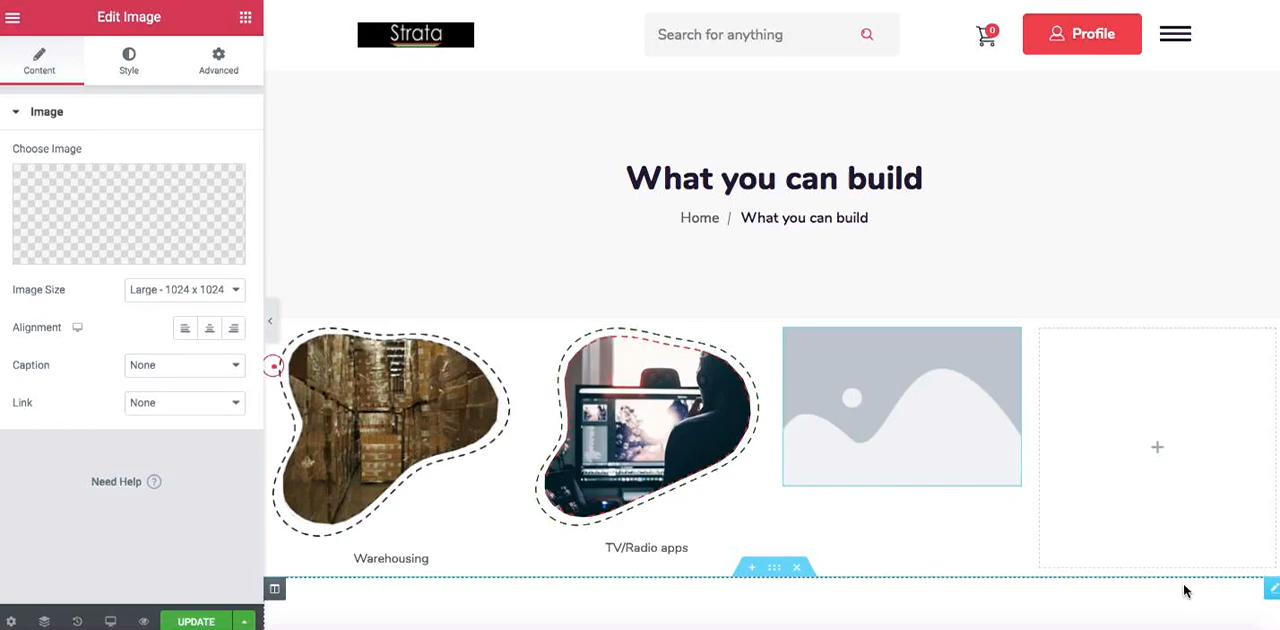 Edit Image
Content
Style
Advanced
Image
Choose Image
Image Size
Large - 1024 x 1024
Alignment
Caption
None
Link
None
Need Help ?
UPDATE
Strata
Search for anything
0
Profile
What you can build
Home / What you can build
Warehousing
TV/Radio apps